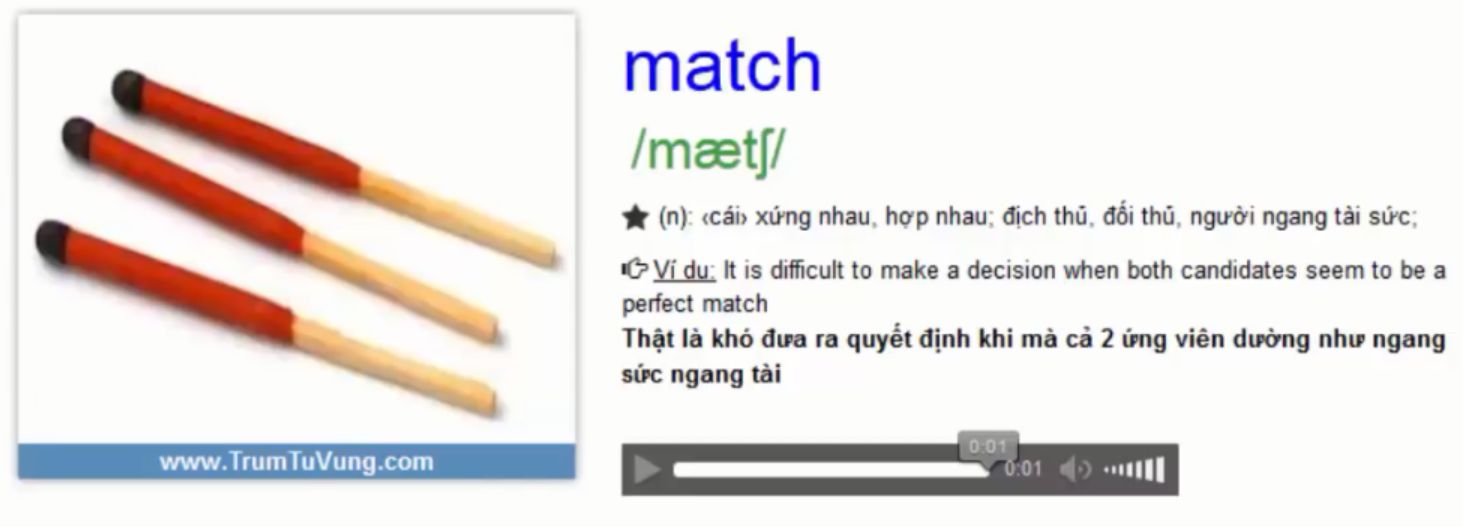 match
/mætʃ/
★ (n): ‹cái› xứng nhau, hợp nhau; địch thủ, đối thủ, người ngang tài sức;
Ví dụ: It is difficult to make a decision when both candidates seem to be a
perfect match
Thật là khó đưa ra quyết định khi mà cả 2 ứng viên dường như ngang
sức ngang tài
0:01
0:01
www.TrumTuVung.com